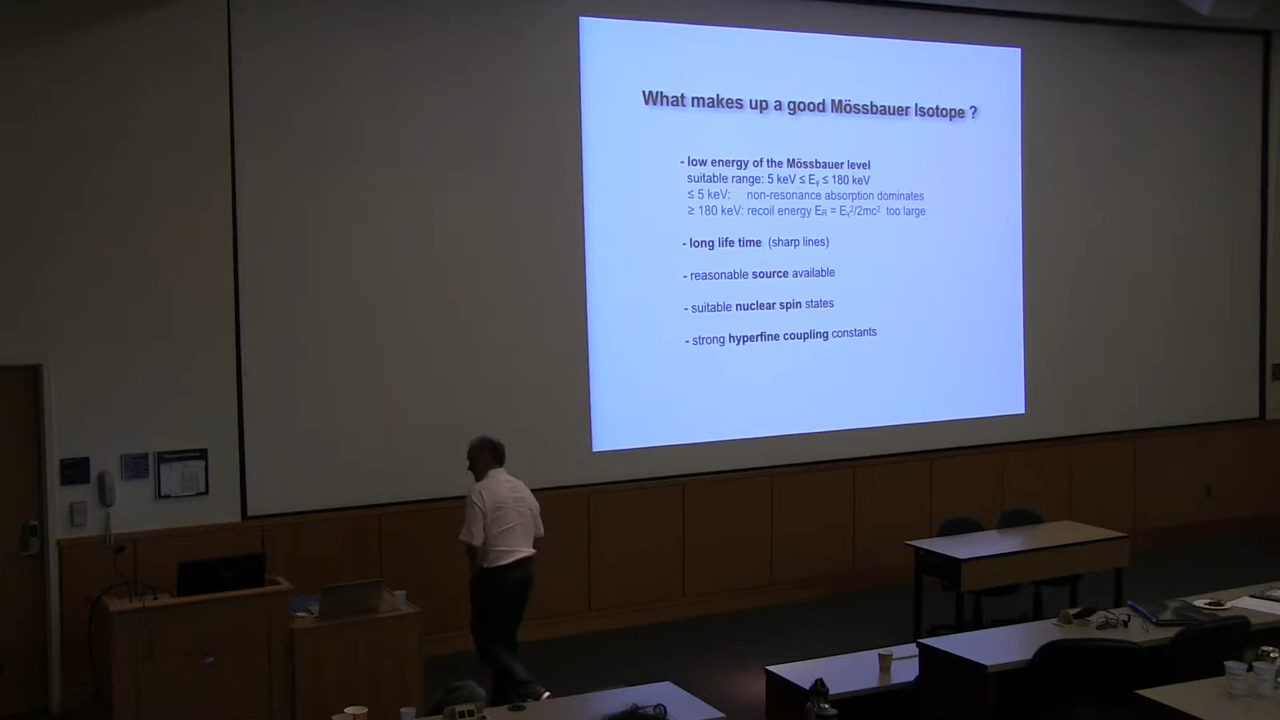 What makes up a good Mössbauer Isotope ?
- low energy of the Mössbauer level
suitable range: 5 keV ≤ Eγ ≤ 180 keV
≤ 5 keV: non-resonance absorption dominates
≥ 180 keV: recoil energy ER = Eγ²/2mc² too large
- long life time (sharp lines)
- reasonable source available
- suitable nuclear spin states
- strong hyperfine coupling constants